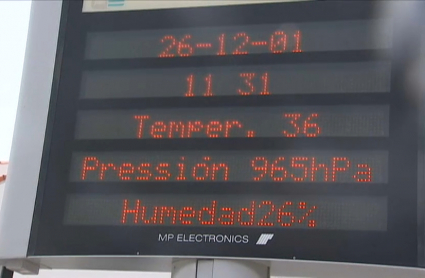 26-12-01
11 31
Temper. 36
Pressión 965hPa
Humedad26%
MP ELECTRONICS